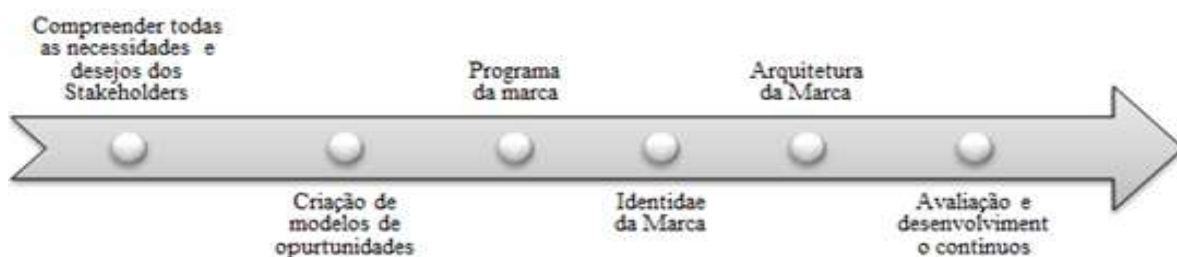 Compreender todas
as necessidades e
desejos dos
Stakeholders
Criação de
modelos de
opurtunidades
Programa
da marca
Identidae
da Marca
Arquitetura
da Marca
Avaliação e
desenvolviment
o continuos